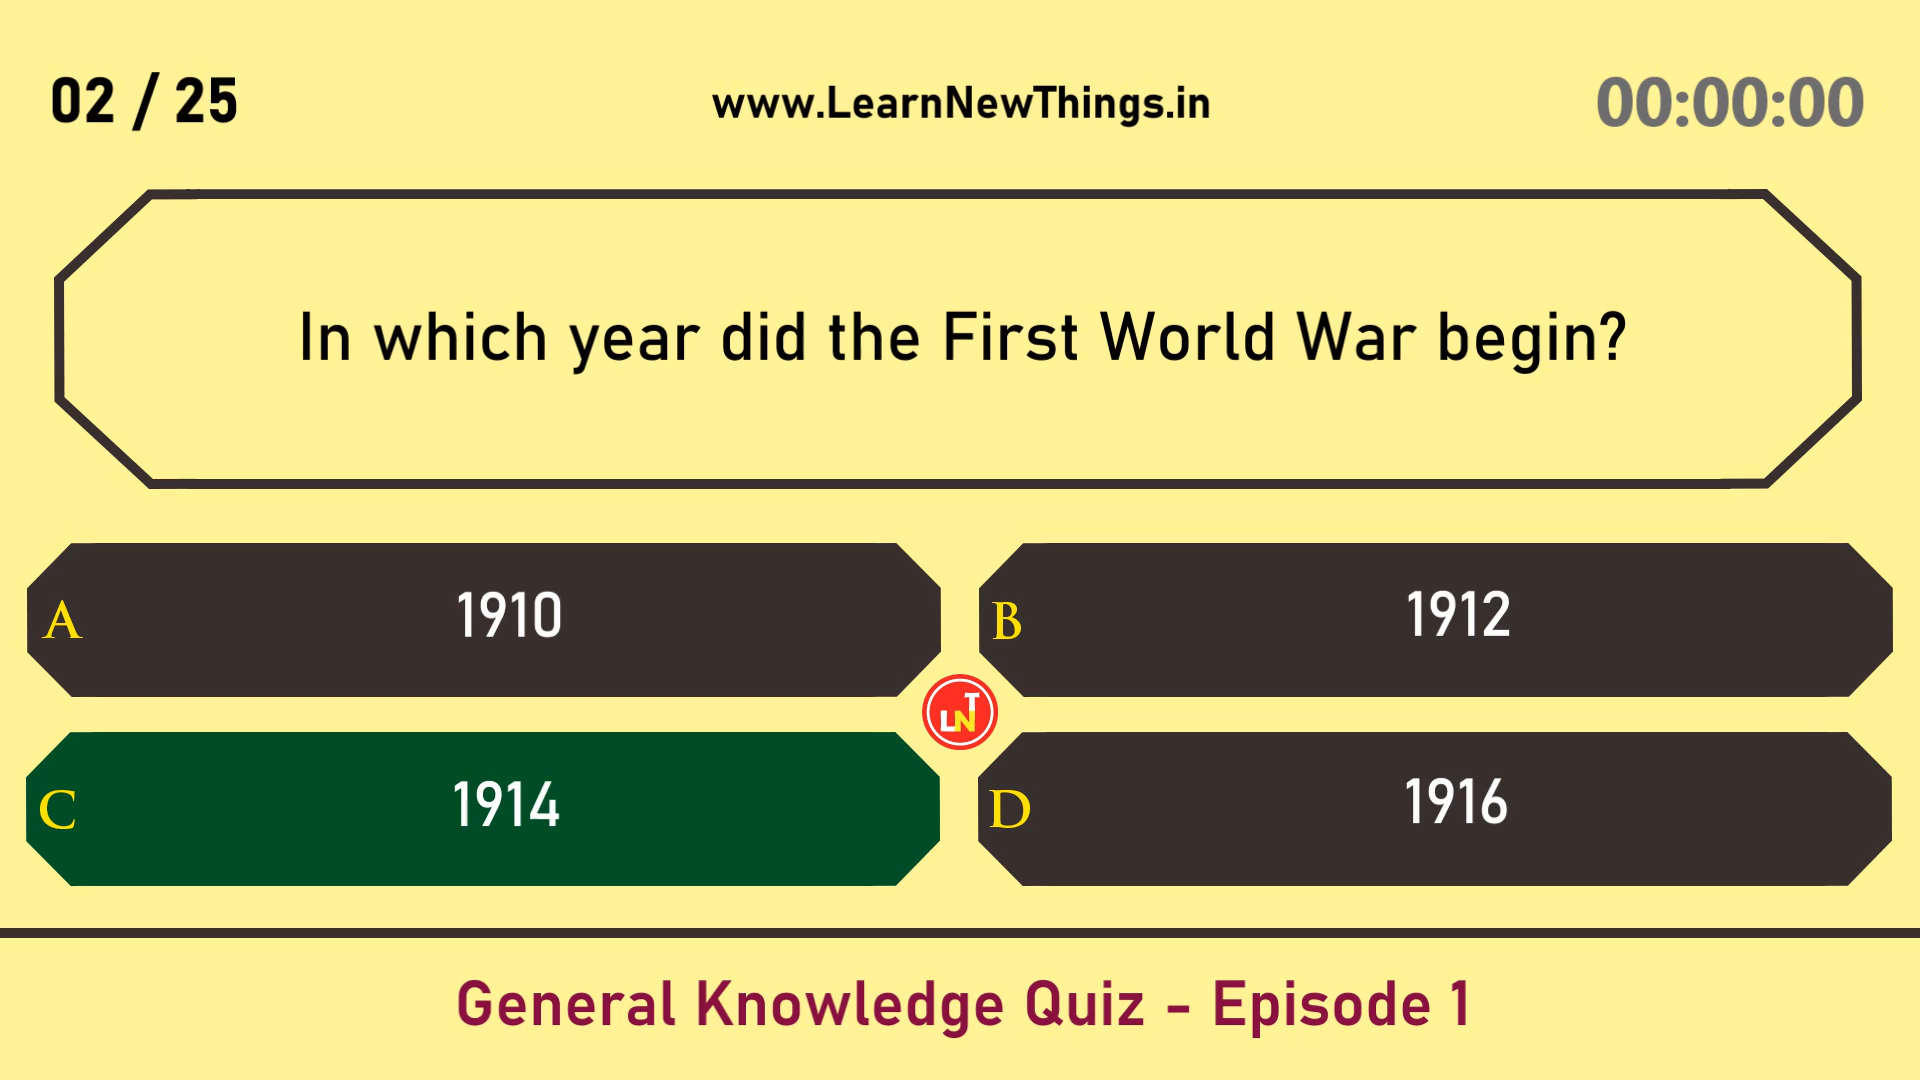 02 / 25
www.LearnNewThings.in
00:00:00
In which year did the First World War begin?
A 1910
B 1912
LNT
C 1914
D 1916
General Knowledge Quiz - Episode 1